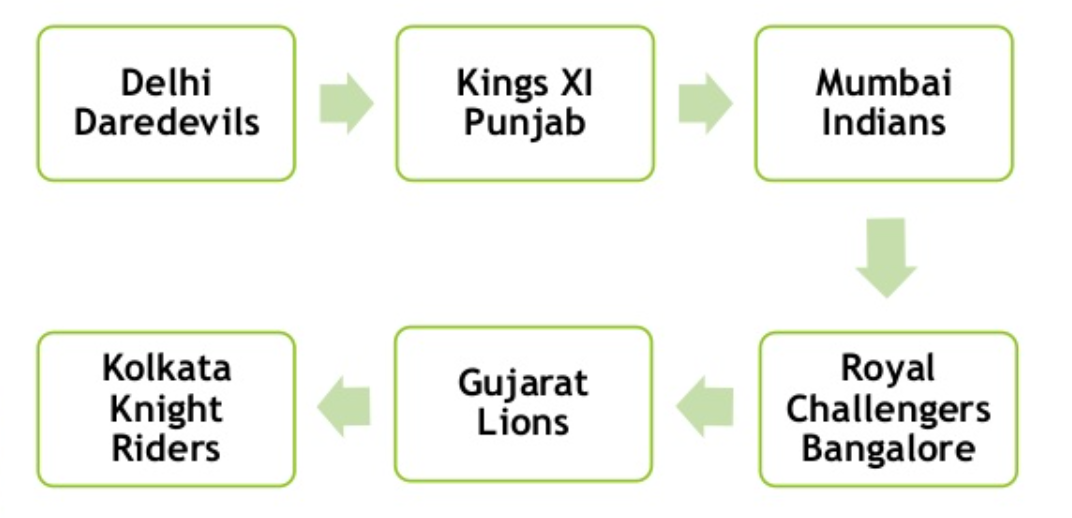 Delhi
Daredevils
Kings XI
Punjab
Mumbai
Indians
Royal
Challengers
Bangalore
Gujarat
Lions
Kolkata
Knight
Riders